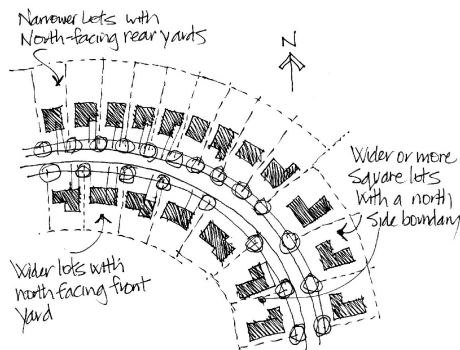 Narrower Lots with
North-facing rear yards
N
Wider or more
Square lots
with a north
Side boundary
Wider lots with
north facing front
Yard